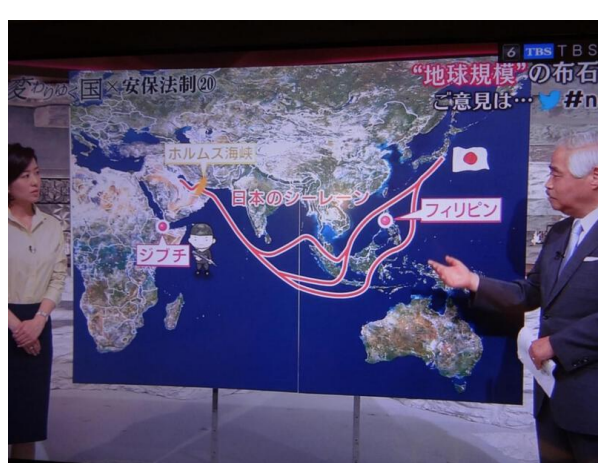 6 TBS TBS
変わりゆく国×安保法制⑳
“地球規模”の布石
ご意見は… #n
ホルムズ海峡
日本のシーレーン
フィリピン
ジブチ